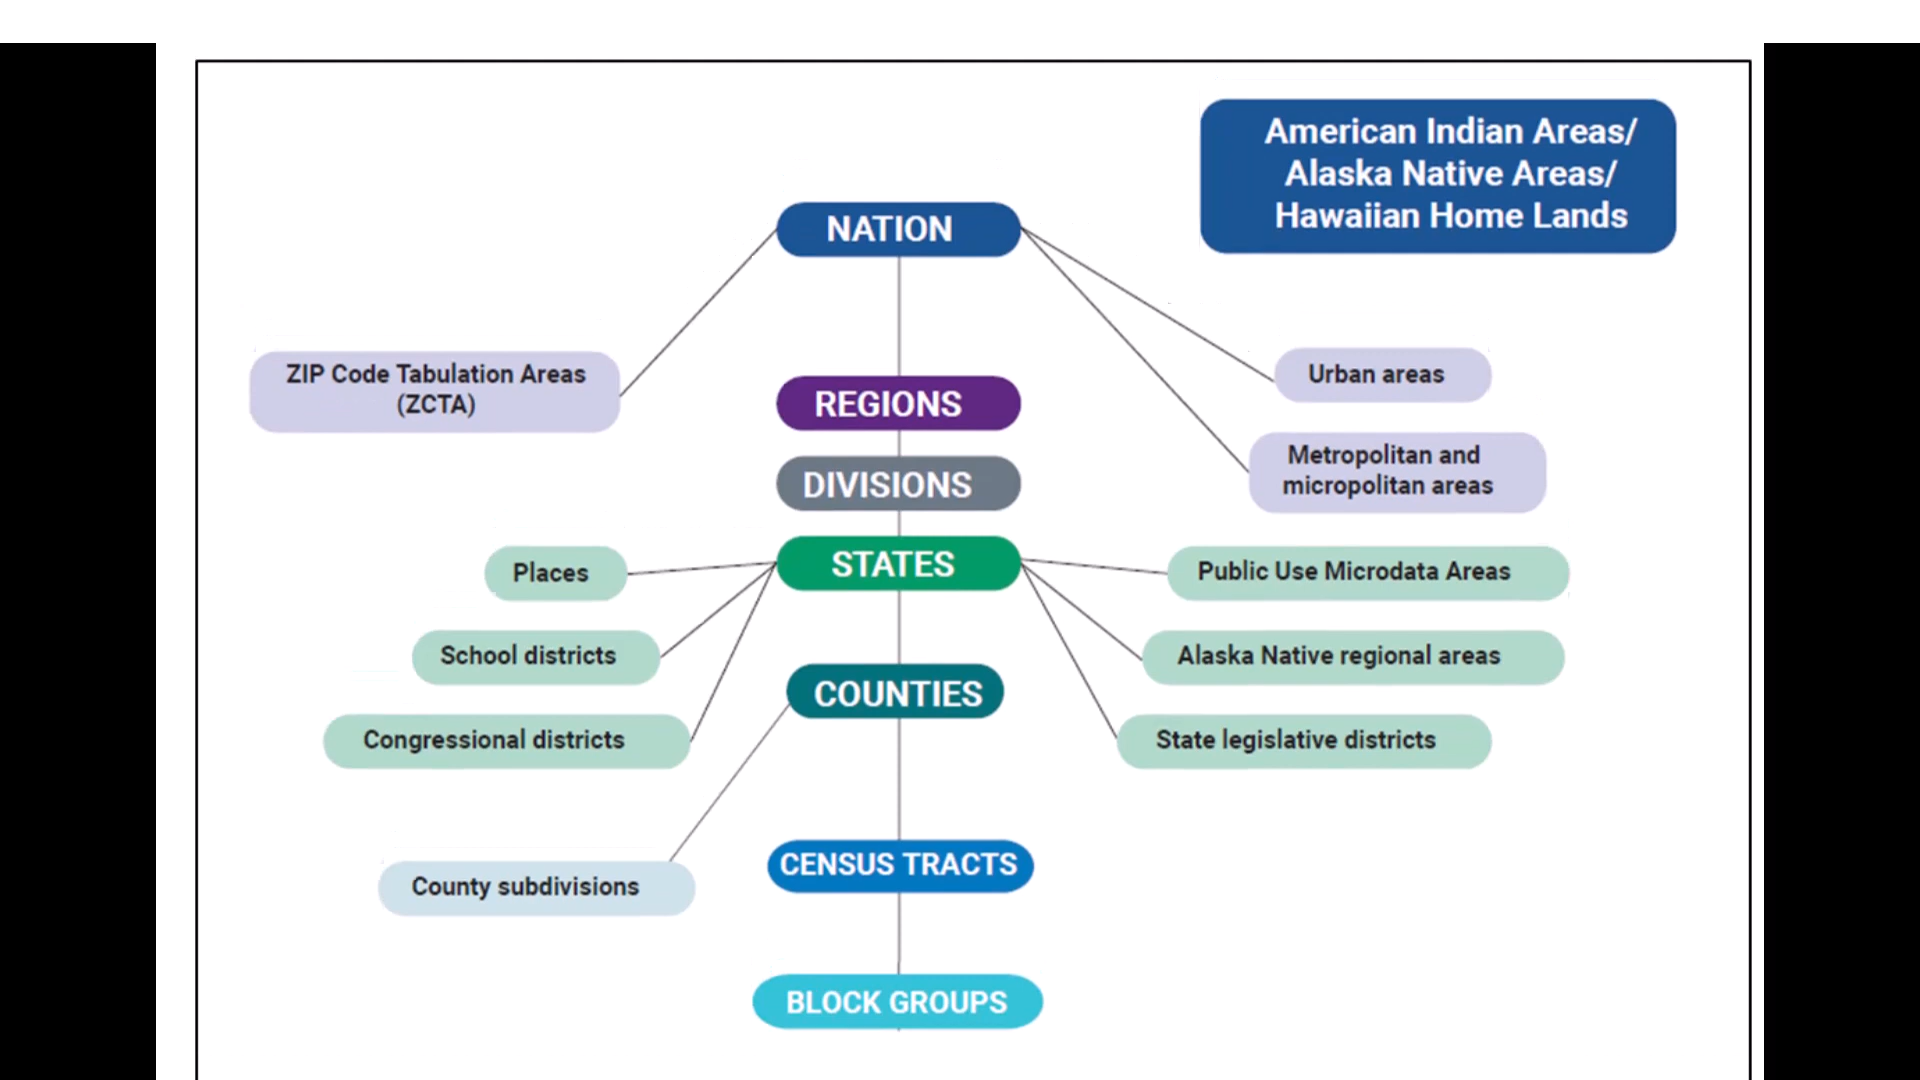 American Indian Areas/
Alaska Native Areas/
Hawaiian Home Lands
NATION
ZIP Code Tabulation Areas
(ZCTA)
Urban areas
REGIONS
Metropolitan and
micropolitan areas
DIVISIONS
STATES
Places
Public Use Microdata Areas
School districts
Alaska Native regional areas
COUNTIES
Congressional districts
State legislative districts
CENSUS TRACTS
County subdivisions
BLOCK GROUPS